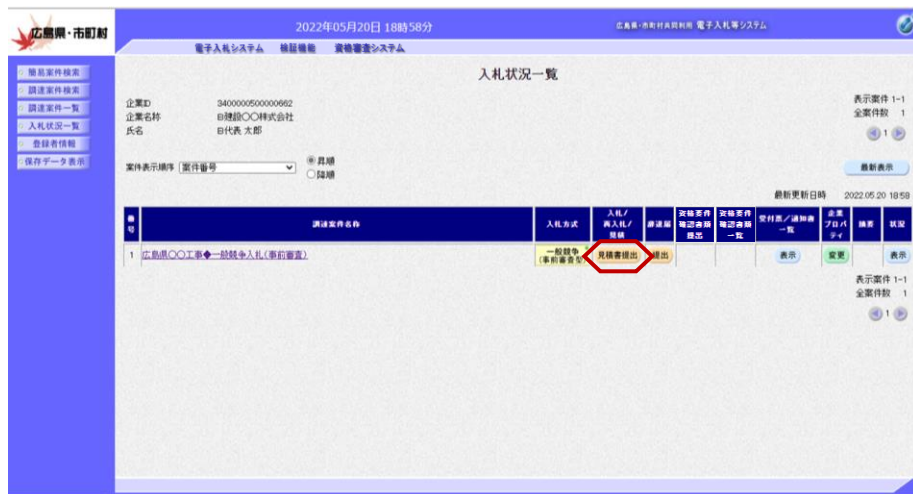 広島県・市町村
2022年05月20日 18時58分
広島県・市町村共同利用 電子入札等システム
電子入札システム 検証機能 資格審査システム
簡易案件検索
調達案件検索
調達案件一覧
入札状況一覧
登録者情報
保存データ表示
入札状況一覧
企業ID 3400000500000662
企業名称 B建設〇〇株式会社
氏名 B代表 太郎
表示案件 1-1
全案件数 1
1
案件表示順序 案件番号
昇順
降順
最新表示
最新更新日時 2022.05.20 18:58
番号 調達案件名称 入札方式 入札/再入札/見積 辞退届 資格要件確認書類提出 資格要件確認書類一覧 受付票/通知書一覧 企業プロパティ 摘要 状況
1 広島県〇〇工事◆一般競争入札(事前審査) 一般競争(事前審査型) 見積書提出 提出 表示 変更 表示
表示案件 1-1
全案件数 1
1